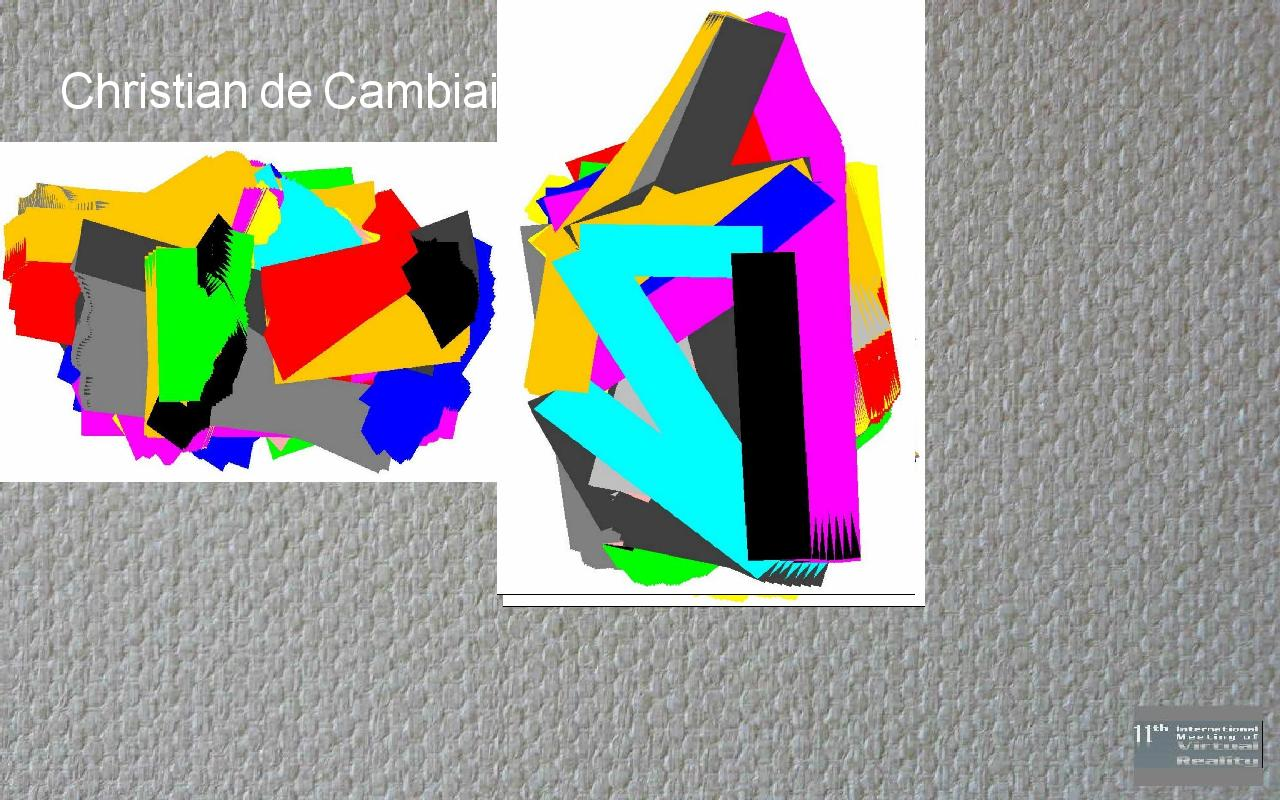 Christian de Cambiai
11th International
Meeting of
Virtual
Reality